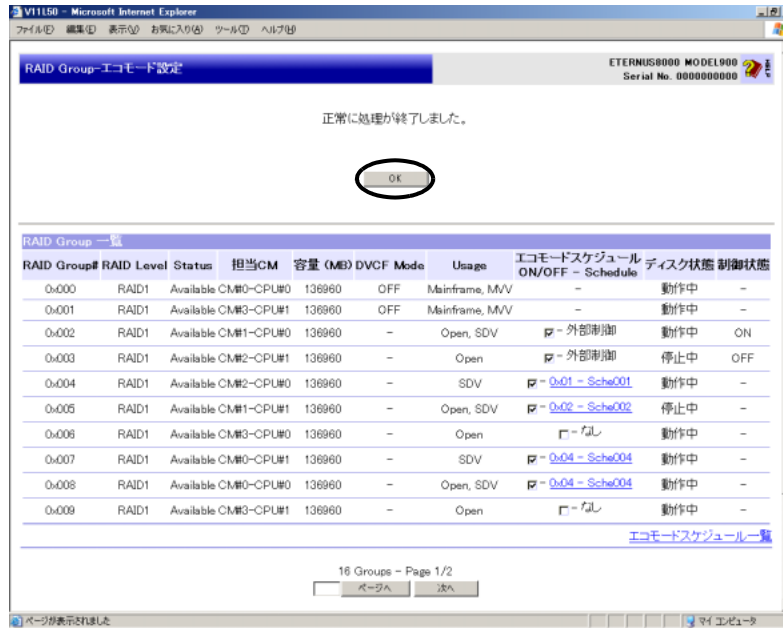 V11L50 - Microsoft Internet Explorer
ファイル(F) 編集(E) 表示(V) お気に入り(A) ツール(T) ヘルプ(H)
RAID Group-エコモード設定
ETERNUS8000 MODEL900
Serial No. 0000000000
HELP
正常に処理が終了しました。
OK
RAID Group 一覧
RAID Group# RAID Level Status 担当CM 容量 (MB) DVCF Mode Usage エコモードスケジュール ON/OFF - Schedule ディスク状態 制御状態
0x000 RAID1 Available CM#0-CPU#0 136960 OFF Mainframe, MVV - 動作中 -
0x001 RAID1 Available CM#3-CPU#1 136960 OFF Mainframe, MVV - 動作中 -
0x002 RAID1 Available CM#1-CPU#0 136960 - Open, SDV - 外部制御 動作中 ON
0x003 RAID1 Available CM#2-CPU#1 136960 - Open - 外部制御 停止中 OFF
0x004 RAID1 Available CM#2-CPU#0 136960 - SDV - 0x01 - Sche001 動作中 -
0x005 RAID1 Available CM#1-CPU#1 136960 - Open, SDV - 0x02 - Sche002 停止中 -
0x006 RAID1 Available CM#3-CPU#0 136960 - Open - なし 動作中 -
0x007 RAID1 Available CM#0-CPU#1 136960 - SDV - 0x04 - Sche004 動作中 -
0x008 RAID1 Available CM#0-CPU#0 136960 - Open, SDV - 0x04 - Sche004 動作中 -
0x009 RAID1 Available CM#3-CPU#1 136960 - Open - なし 動作中 -
エコモードスケジュール一覧
16 Groups - Page 1/2
ページへ 次へ
ページが表示されました マイ コンピュータ